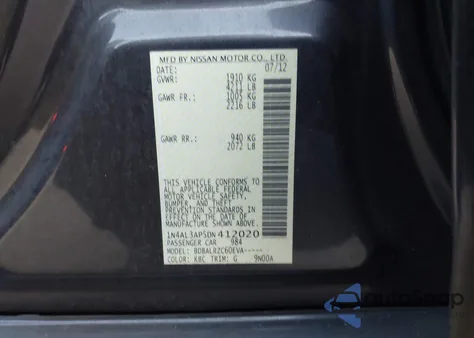 MFD BY NISSAN MOTOR CO., LTD.
DATE: 07/12
GVWR: 1910 KG
4211 LB
GAWR FR: 1005 KG
2216 LB
GAWR RR: 940 KG
2072 LB
THIS VEHICLE CONFORMS TO
ALL APPLICABLE FEDERAL
MOTOR VEHICLE SAFETY,
BUMPER, AND THEFT
PREVENTION STANDARDS IN
EFFECT ON THE DATE OF
MANUFACTURE SHOWN ABOVE.
1N4AL3AP5DN412020
PASSENGER CAR 984
MODEL: BDBALRZC60EVA-----
COLOR: KBC TRIM: G 9N00A
AutoSnap